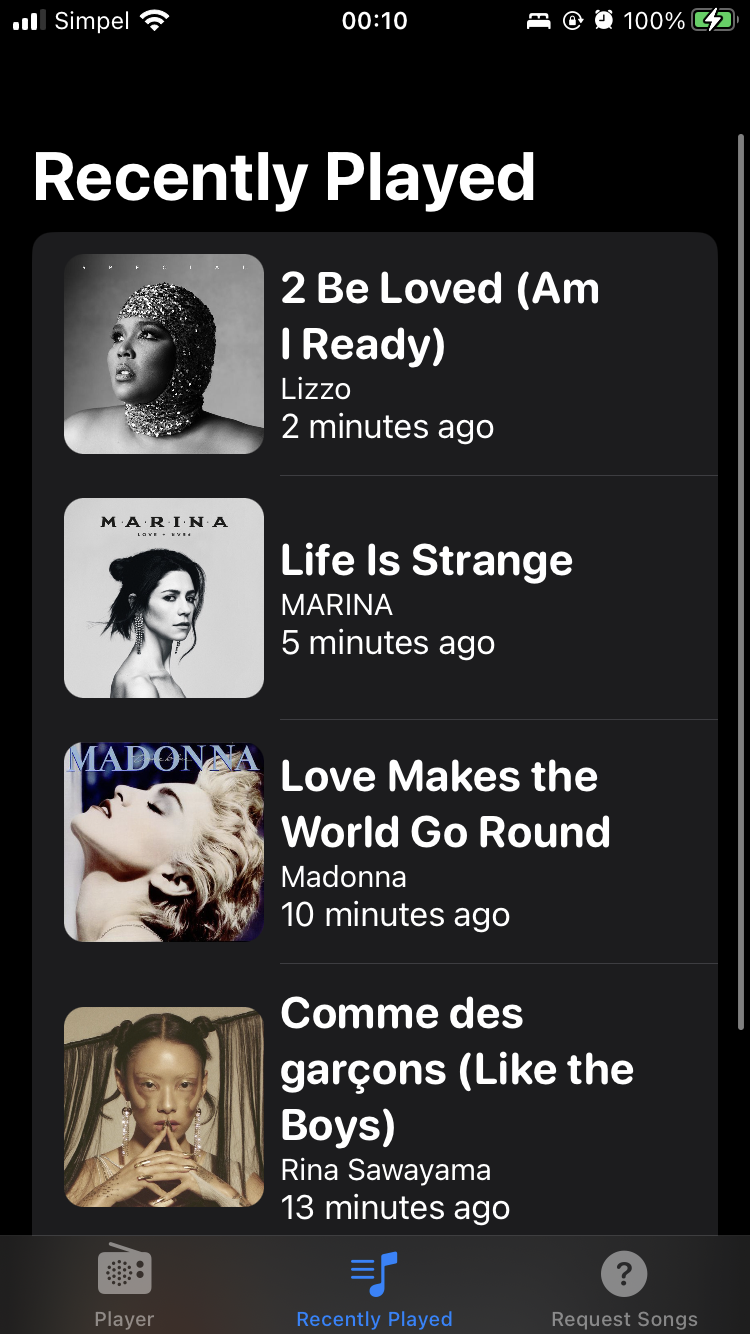 Simpel 00:10 100%
Recently Played
S P E C I A L
2 Be Loved (Am
I Ready)
Lizzo
2 minutes ago
M·A·R·I·N·A
LOVE + FEAR
Life Is Strange
MARINA
5 minutes ago
MADONNA
Love Makes the
World Go Round
Madonna
10 minutes ago
Comme des
garçons (Like the
Boys)
Rina Sawayama
13 minutes ago
Player Recently Played Request Songs